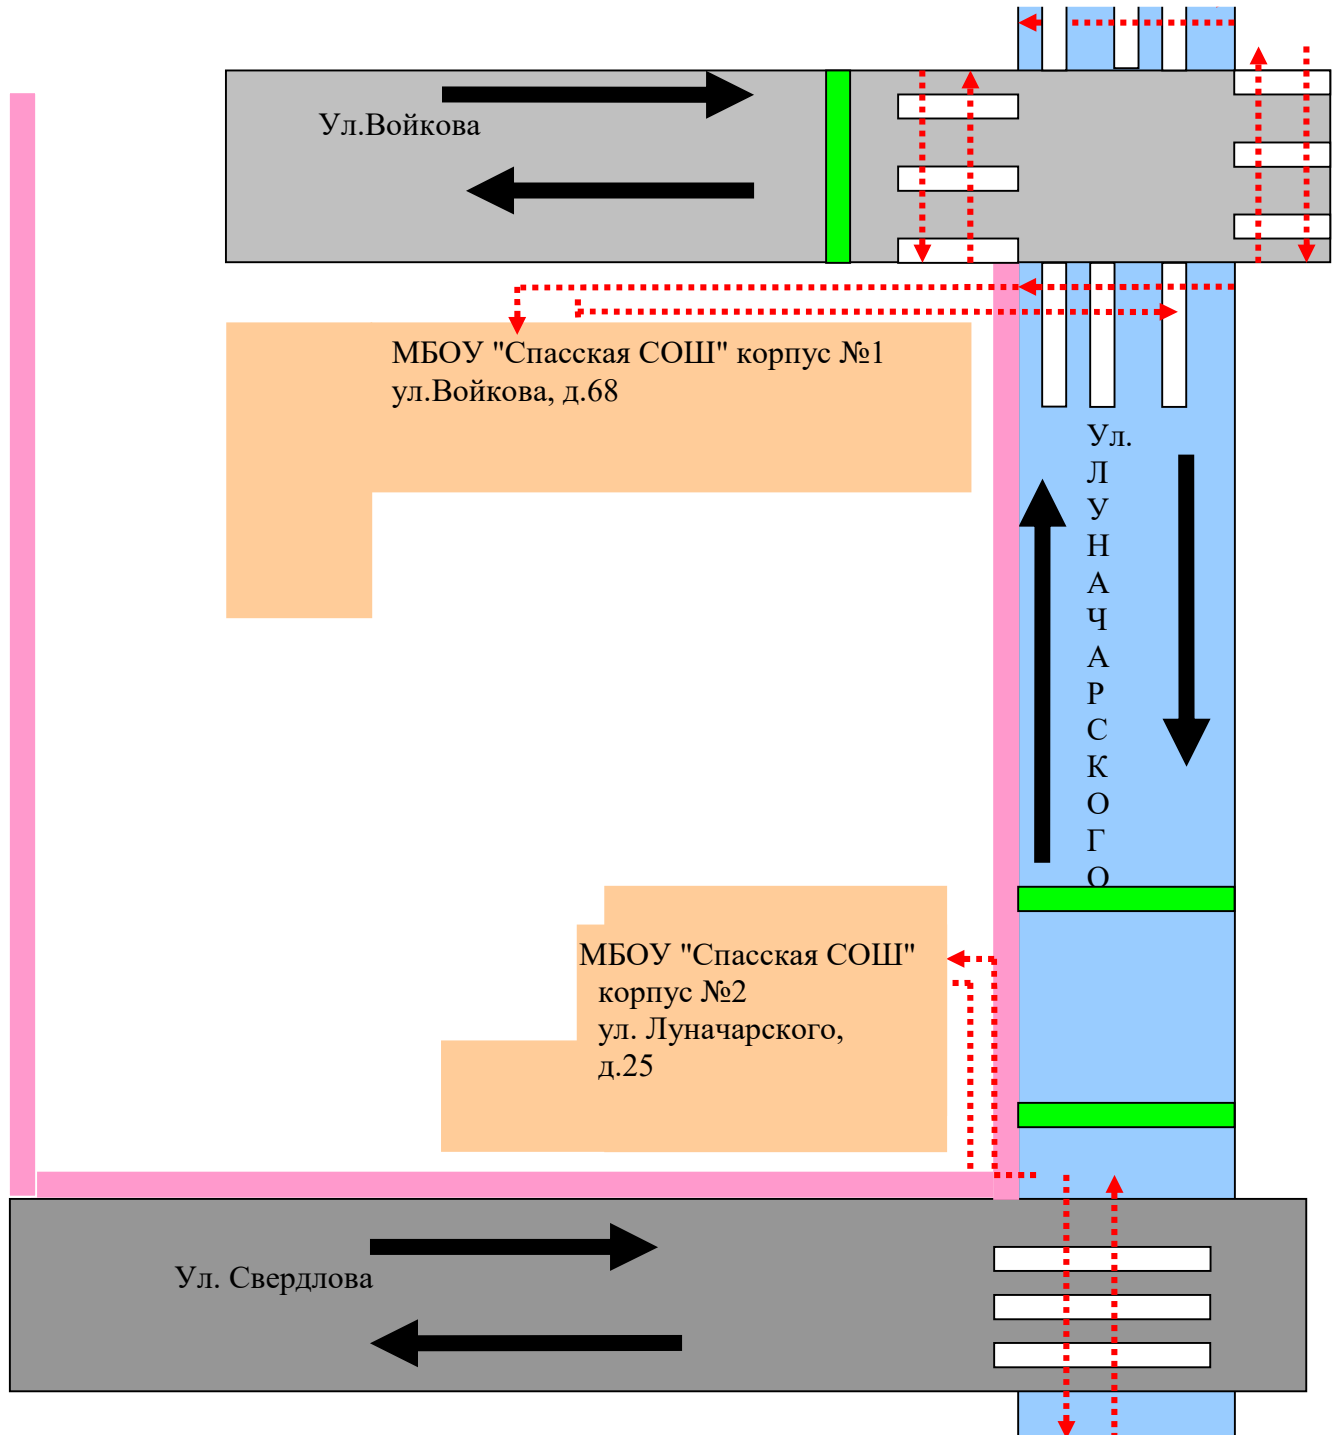 Ул.Войкова
МБОУ "Спасская СОШ" корпус №1
ул.Войкова, д.68
Ул.
Л
У
Н
А
Ч
А
Р
С
К
О
Г
О
МБОУ "Спасская СОШ"
корпус №2
ул. Луначарского,
д.25
Ул. Свердлова